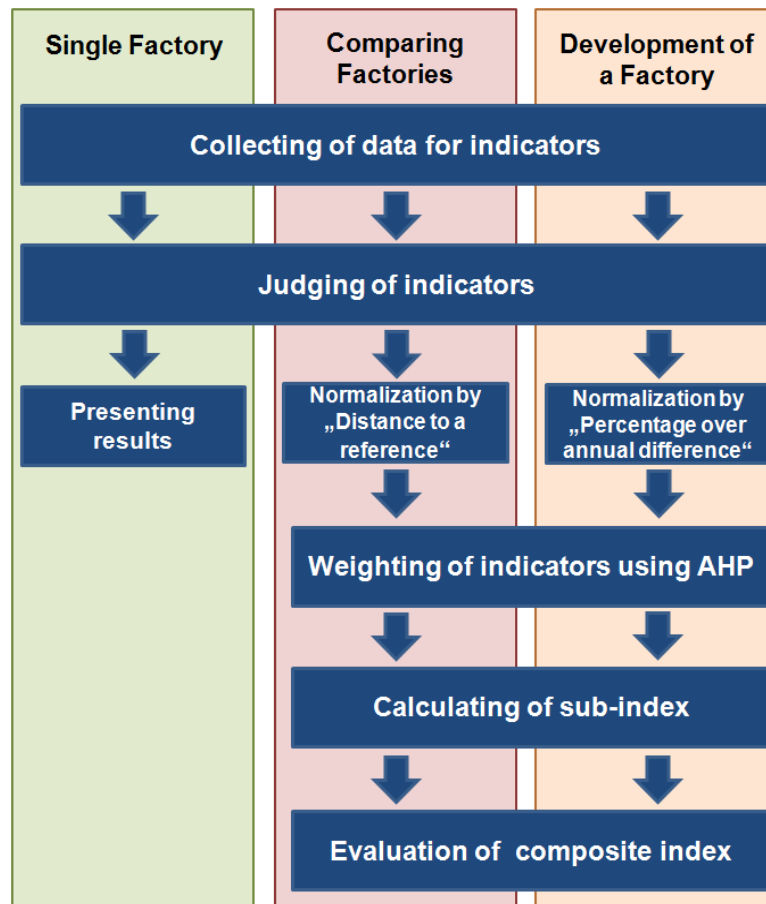 Single Factory
Comparing
Factories
Development of
a Factory
Collecting of data for indicators
Judging of indicators
Presenting
results
Normalization by
„Distance to a
reference“
Normalization by
„Percentage over
annual difference“
Weighting of indicators using AHP
Calculating of sub-index
Evaluation of composite index